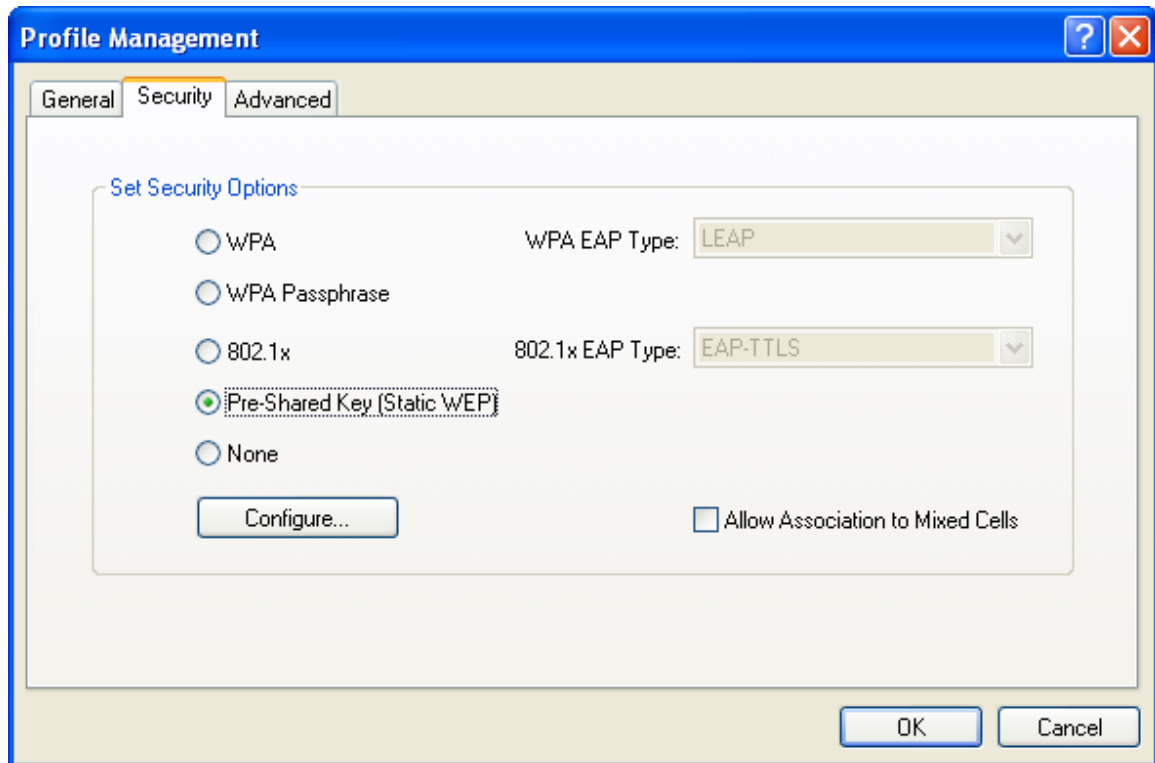 Profile Management
General Security Advanced
Set Security Options
WPA WPA EAP Type: LEAP
WPA Passphrase
802.1x 802.1x EAP Type: EAP-TTLS
Pre-Shared Key (Static WEP)
None
Configure... Allow Association to Mixed Cells
OK Cancel